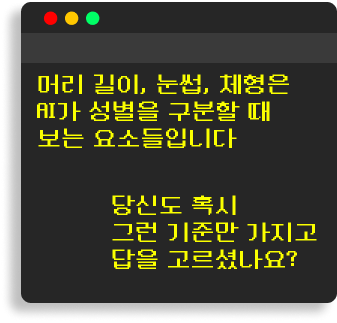 머리 길이, 눈썹, 체형은
AI가 성별을 구분할 때
보는 요소들입니다
당신도 혹시
그런 기준만 가지고
답을 고르셨나요?